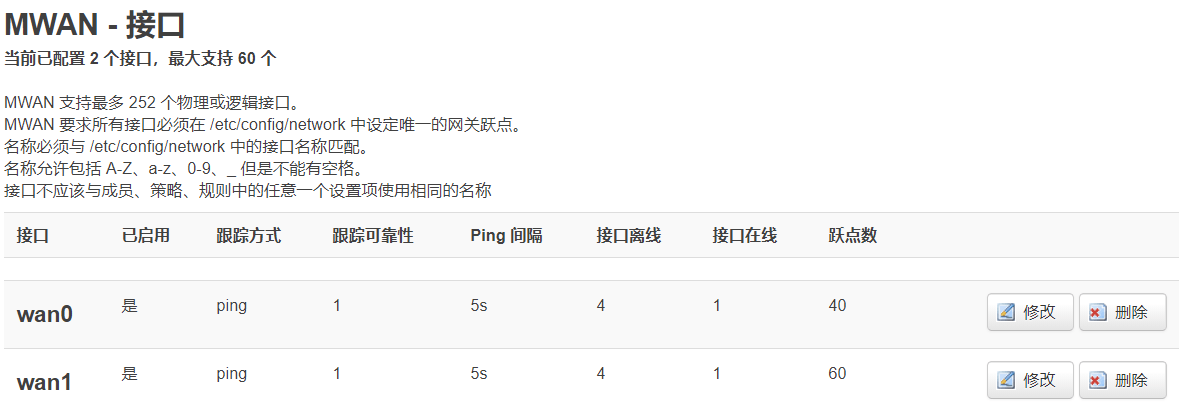 MWAN - 接口
当前已配置 2 个接口，最大支持 60 个
MWAN 支持最多 252 个物理或逻辑接口。
MWAN 要求所有接口必须在 /etc/config/network 中设定唯一的网关跃点。
名称必须与 /etc/config/network 中的接口名称匹配。
名称允许包括 A-Z、a-z、0-9、_ 但是不能有空格。
接口不应该与成员、策略、规则中的任意一个设置项使用相同的名称
接口 已启用 跟踪方式 跟踪可靠性 Ping 间隔 接口离线 接口在线 跃点数
wan0 是 ping 1 5s 4 1 40 修改 删除
wan1 是 ping 1 5s 4 1 60 修改 删除